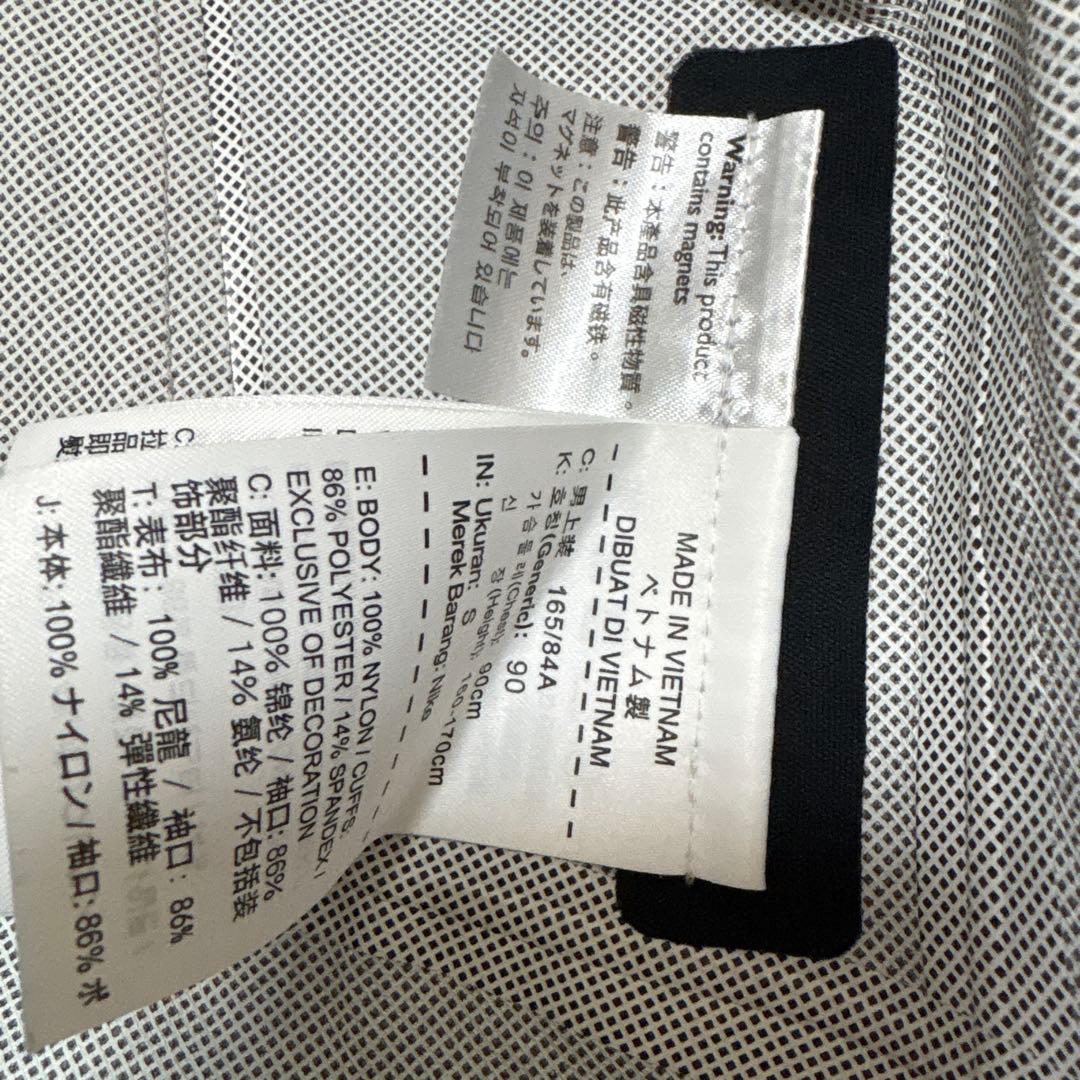 Warning: This product
contains magnets
警告：本產品含具磁性物質。
警告：此产品含有磁铁。
注意：この製品は、
マグネットを装着しています。
주의 : 이 제품에는
자석이 부착되어 있습니다
MADE IN VIETNAM
ベトナム製
DIBUAT DI VIETNAM
C: 男上装 165/84A
K: 호칭(Generic): 90
가슴둘레(Chest): 90cm
신 장(Height): 160-170cm
IN: Ukuran: S
Merek Barang: Nike
E: BODY: 100% NYLON / CUFFS:
86% POLYESTER / 14% SPANDEX /
EXCLUSIVE OF DECORATION
C: 面料: 100% 锦纶 / 袖口: 86%
聚酯纤维 / 14% 氨纶 / 不包括装
饰部分
T: 表布: 100% 尼龍 / 袖口: 86%
聚酯纖維 / 14% 彈性纖維
J: 本体: 100% ナイロン / 袖口: 86% ポ